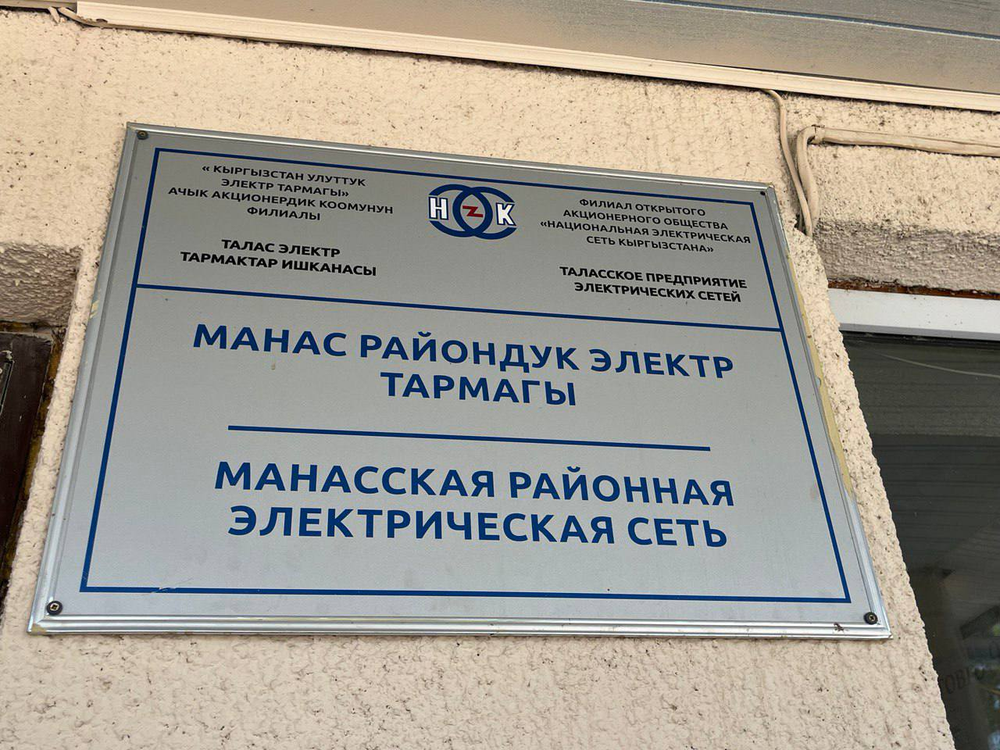 « КЫРГЫЗСТАН УЛУТТУК
ЭЛЕКТР ТАРМАГЫ»
АЧЫК АКЦИОНЕРДИК КООМУНУН
ФИЛИАЛЫ
ТАЛАС ЭЛЕКТР
ТАРМАКТАР ИШКАНАСЫ
НЭСК
ФИЛИАЛ ОТКРЫТОГО
АКЦИОНЕРНОГО ОБЩЕСТВА
«НАЦИОНАЛЬНАЯ ЭЛЕКТРИЧЕСКАЯ
СЕТЬ КЫРГЫЗСТАНА»
ТАЛАССКОЕ ПРЕДПРИЯТИЕ
ЭЛЕКТРИЧЕСКИХ СЕТЕЙ
МАНАС РАЙОНДУК ЭЛЕКТР
ТАРМАГЫ
МАНАССКАЯ РАЙОННАЯ
ЭЛЕКТРИЧЕСКАЯ СЕТЬ